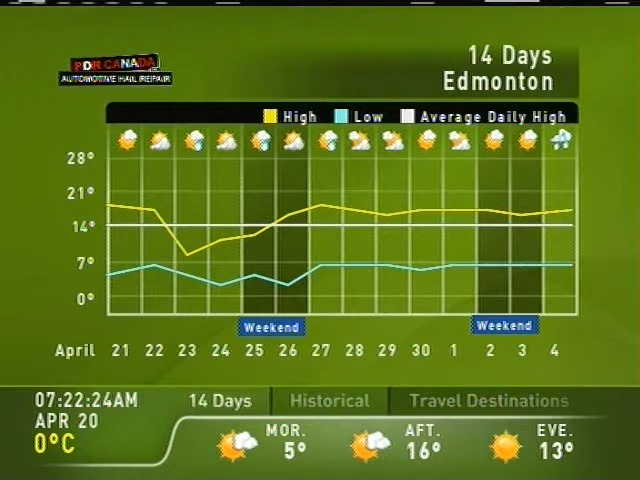 PDR CANADA
AUTOMOTIVE HAIL REPAIR
14 Days
Edmonton
High Low Average Daily High
28°
21°
14°
7°
0°
Weekend Weekend
April 21 22 23 24 25 26 27 28 29 30 1 2 3 4
07:22:24AM
APR 20
0°C
14 Days Historical Travel Destinations
MOR.
5°
AFT.
16°
EVE.
13°